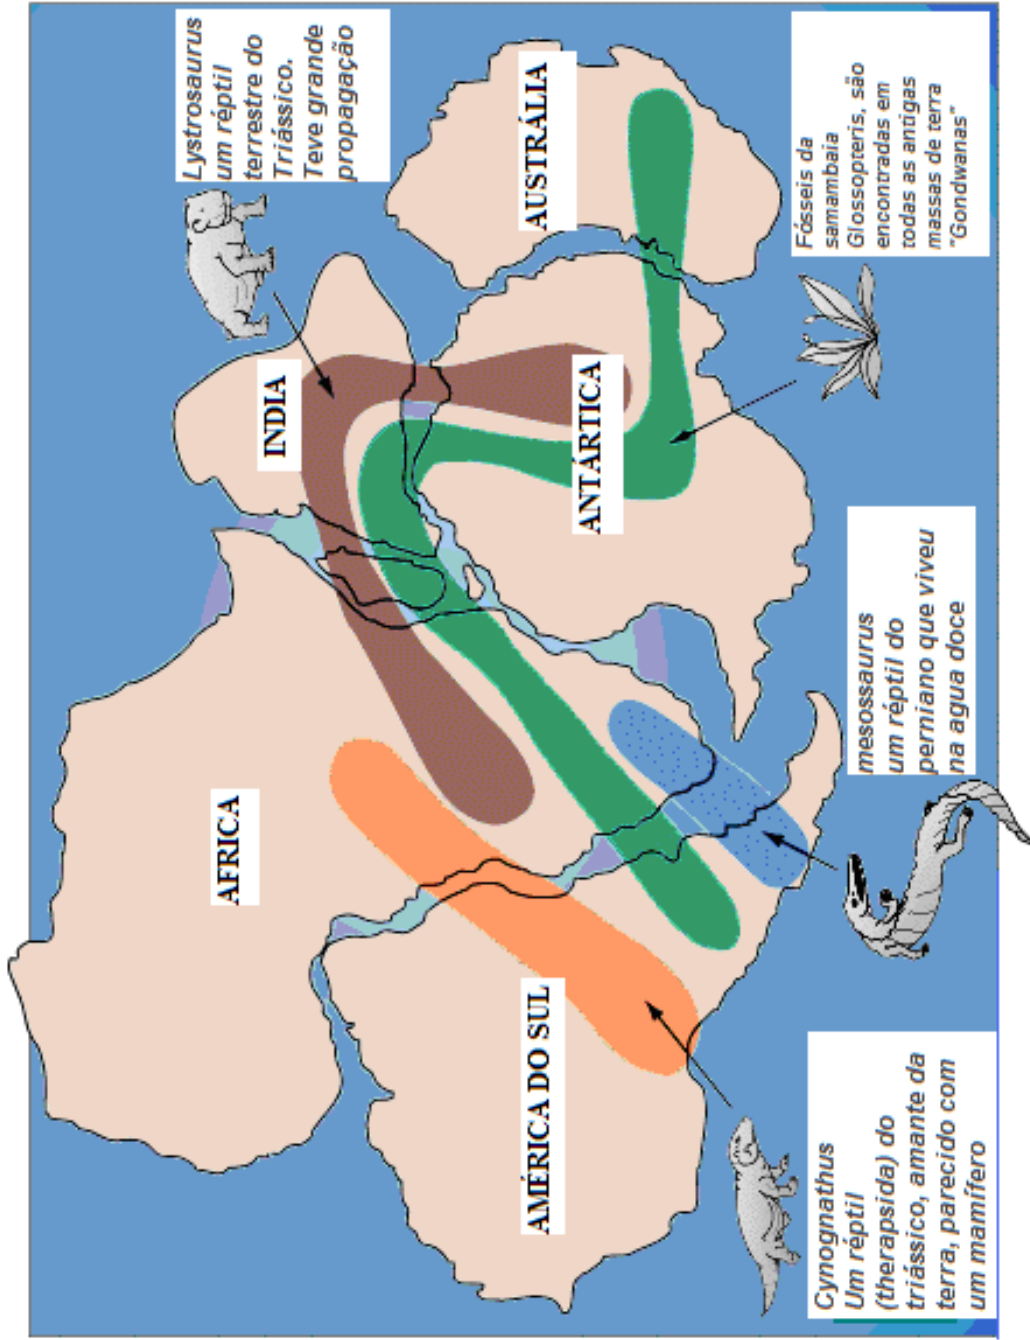 Lystrosaurus
um réptil
terrestre do
Triássico.
Teve grande
propagação
AFRICA
INDIA
AUSTRÁLIA
AMÉRICA DO SUL
ANTÁRTICA
Cynognathus
Um réptil
(therapsida) do
triássico, amante da
terra, parecido com
um mamífero
mesossaurus
um réptil do
perniano que viveu
na agua doce
Fósseis da
samambaia
Glossopteris, são
encontradas em
todas as antigas
massas de terra
"Gondwanas"